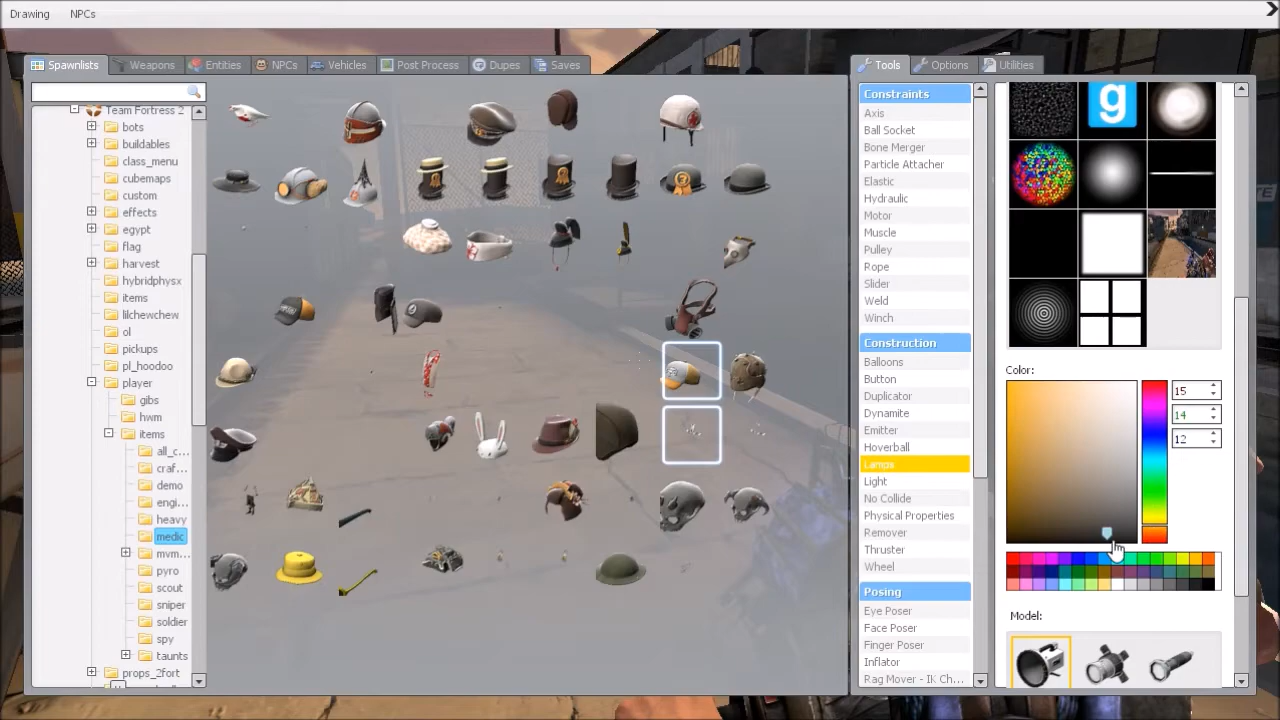 Drawing NPCs
Spawnlists Weapons Entities NPCs Vehicles Post Process Dupes Saves
Tools Options Utilities
Team Fortress 2
bots
buildables
class_menu
cubemaps
custom
effects
egypt
flag
harvest
hybridphysx
items
lilchewchew
ol
pickups
pl_hoodoo
player
gibs
hwm
items
all_c...
craf...
demo
engi...
heavy
medic
mvm...
pyro
scout
sniper
soldier
spy
taunts
props_2fort
Constraints
Axis
Ball Socket
Bone Merger
Particle Attacher
Elastic
Hydraulic
Motor
Muscle
Pulley
Rope
Slider
Weld
Winch
Construction
Balloons
Button
Duplicator
Dynamite
Emitter
Hoverball
Lamps
Light
No Collide
Physical Properties
Remover
Thruster
Wheel
Posing
Eye Poser
Face Poser
Finger Poser
Inflator
Rag Mover - IK Ch...
g
Color:
15
14
12
Model: